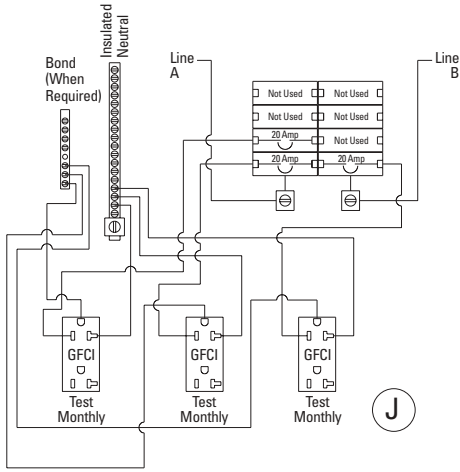 Insulated
Neutral
Bond
(When
Required)
Line
A
Line
B
Not Used
Not Used
Not Used
Not Used
20 Amp
Not Used
20 Amp
20 Amp
GFCI
GFCI
GFCI
Test
Monthly
Test
Monthly
Test
Monthly
J